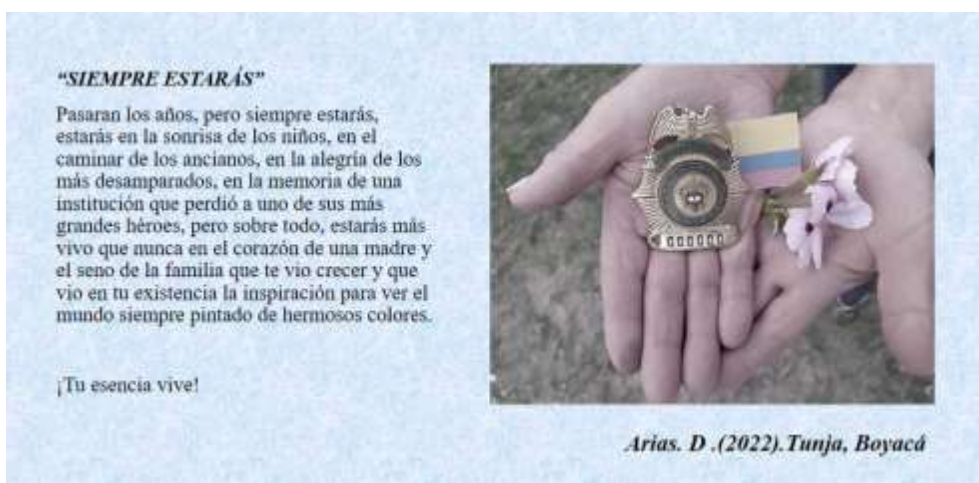 “SIEMPRE ESTARÁS”
Pasaran los años, pero siempre estarás,
estarás en la sonrisa de los niños, en el
caminar de los ancianos, en la alegría de los
más desamparados, en la memoria de una
institución que perdió a uno de sus más
grandes héroes, pero sobre todo, estarás más
vivo que nunca en el corazón de una madre y
el seno de la familia que te vio crecer y que
vio en tu existencia la inspiración para ver el
mundo siempre pintado de hermosos colores.
¡Tu esencia vive!
Arias. D .(2022).Tunja, Boyacá